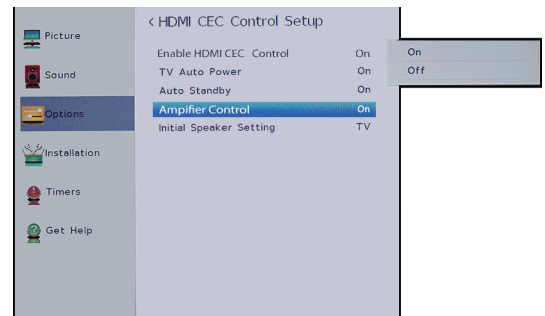 < HDMI CEC Control Setup
Picture
Sound
Options
Installation
Timers
Get Help
Enable HDMI CEC Control On
TV Auto Power On
Auto Standby On
Ampifier Control On
Initial Speaker Setting TV
On
Off